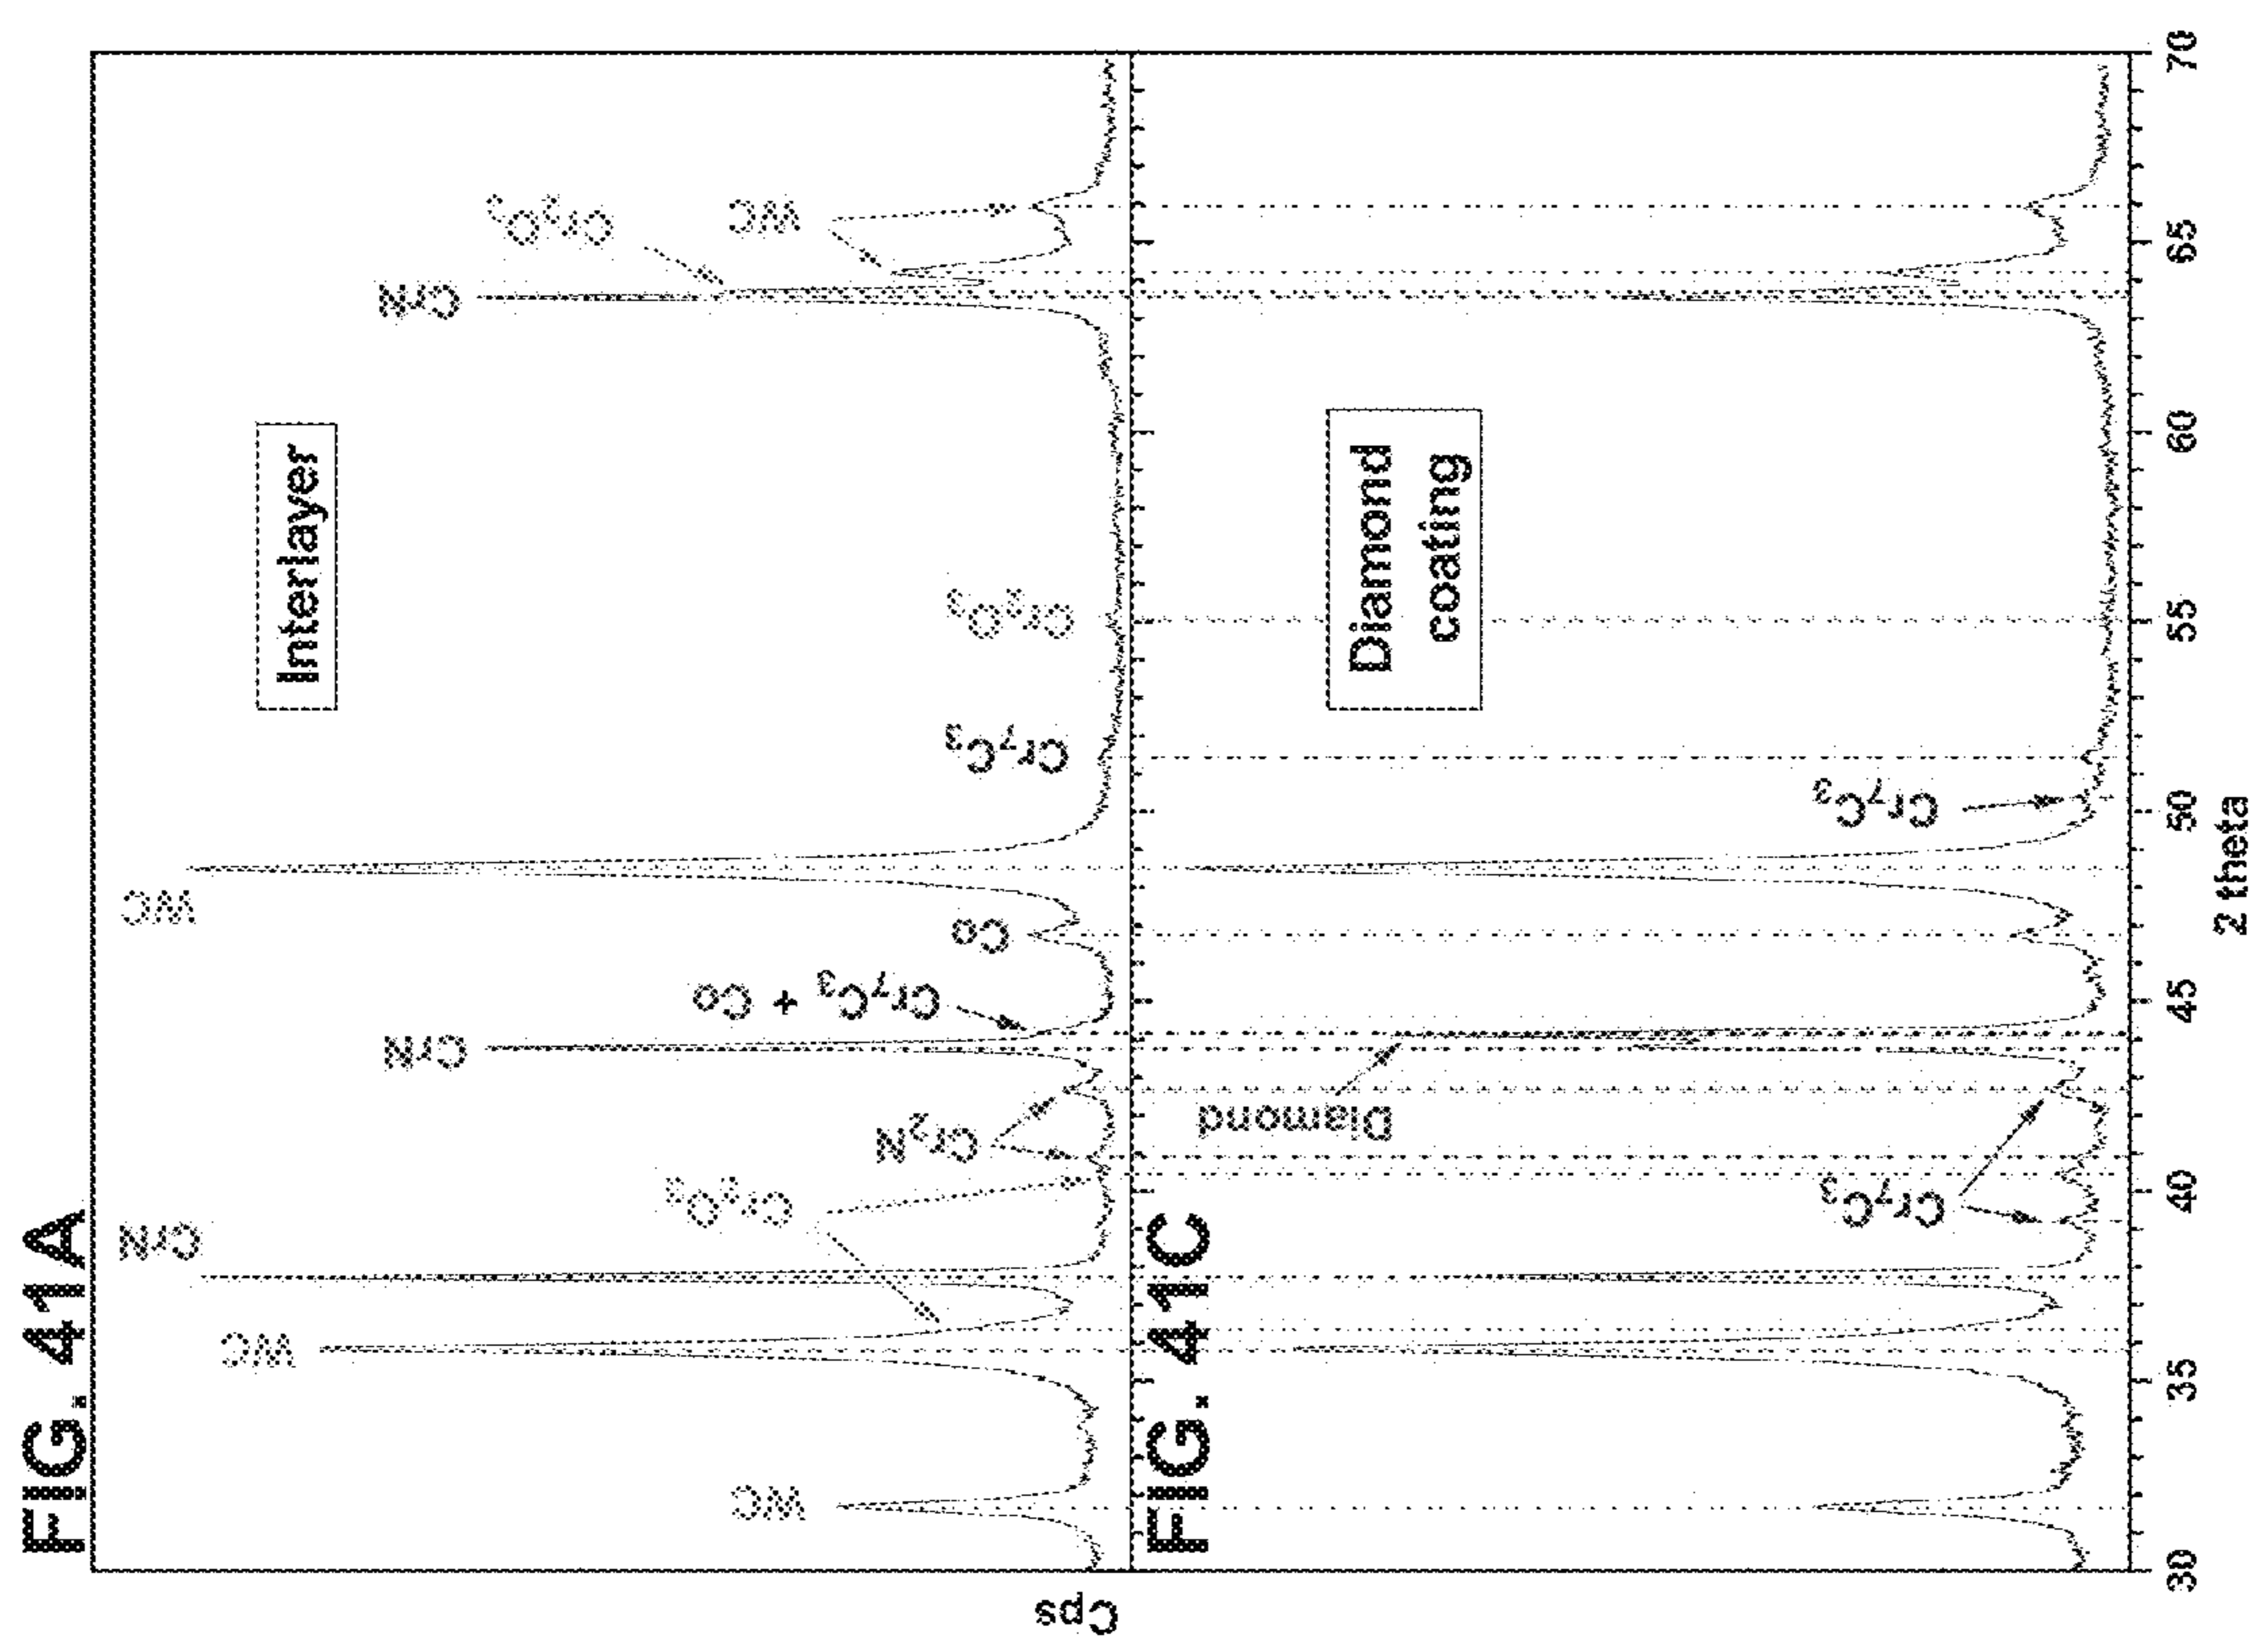 FIG. 41A
Interlayer
WC
WC
CrN
Cr₂O₃
Cr₂N
CrN
Cr₇C₃ + Co
Co
WC
Cr₇C₃
Cr₂O₃
CrN
Cr₂O₃
WC
Cps
FIG. 41C
Diamond
coating
Cr₇C₃
Diamond
Cr₇C₃
30 35 40 45 50 55 60 65 70
2 theta